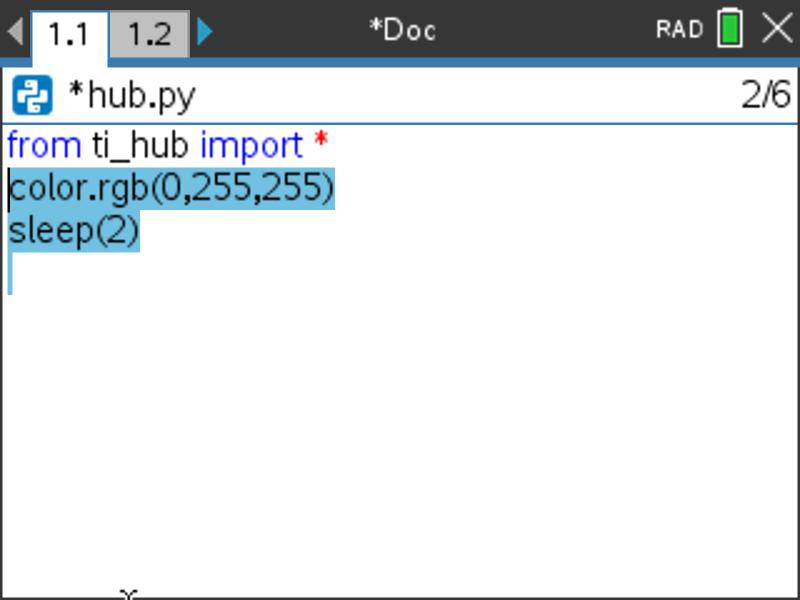 1.1 1.2 *Doc RAD
*hub.py 2/6
from ti_hub import *
color.rgb(0,255,255)
sleep(2)